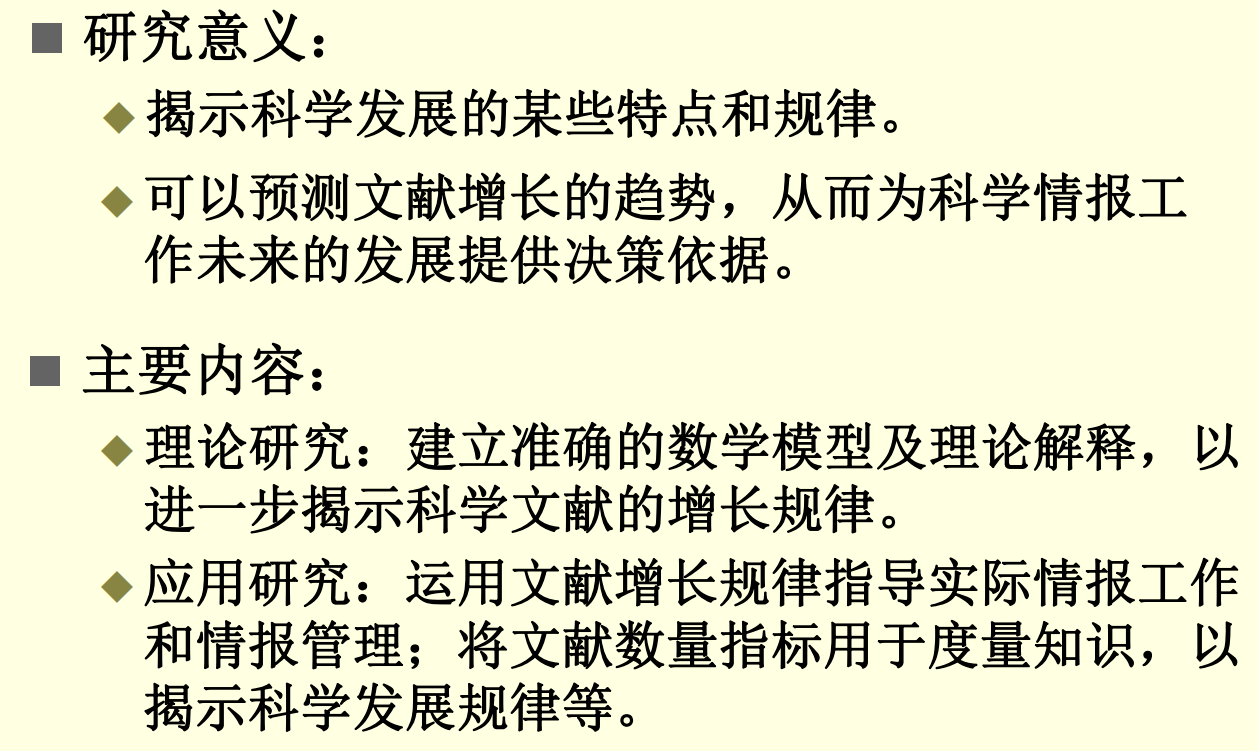 研究意义：
揭示科学发展的某些特点和规律。
可以预测文献增长的趋势，从而为科学情报工
作未来的发展提供决策依据。
主要内容：
理论研究：建立准确的数学模型及理论解释，以
进一步揭示科学文献的增长规律。
应用研究：运用文献增长规律指导实际情报工作
和情报管理；将文献数量指标用于度量知识，以
揭示科学发展规律等。